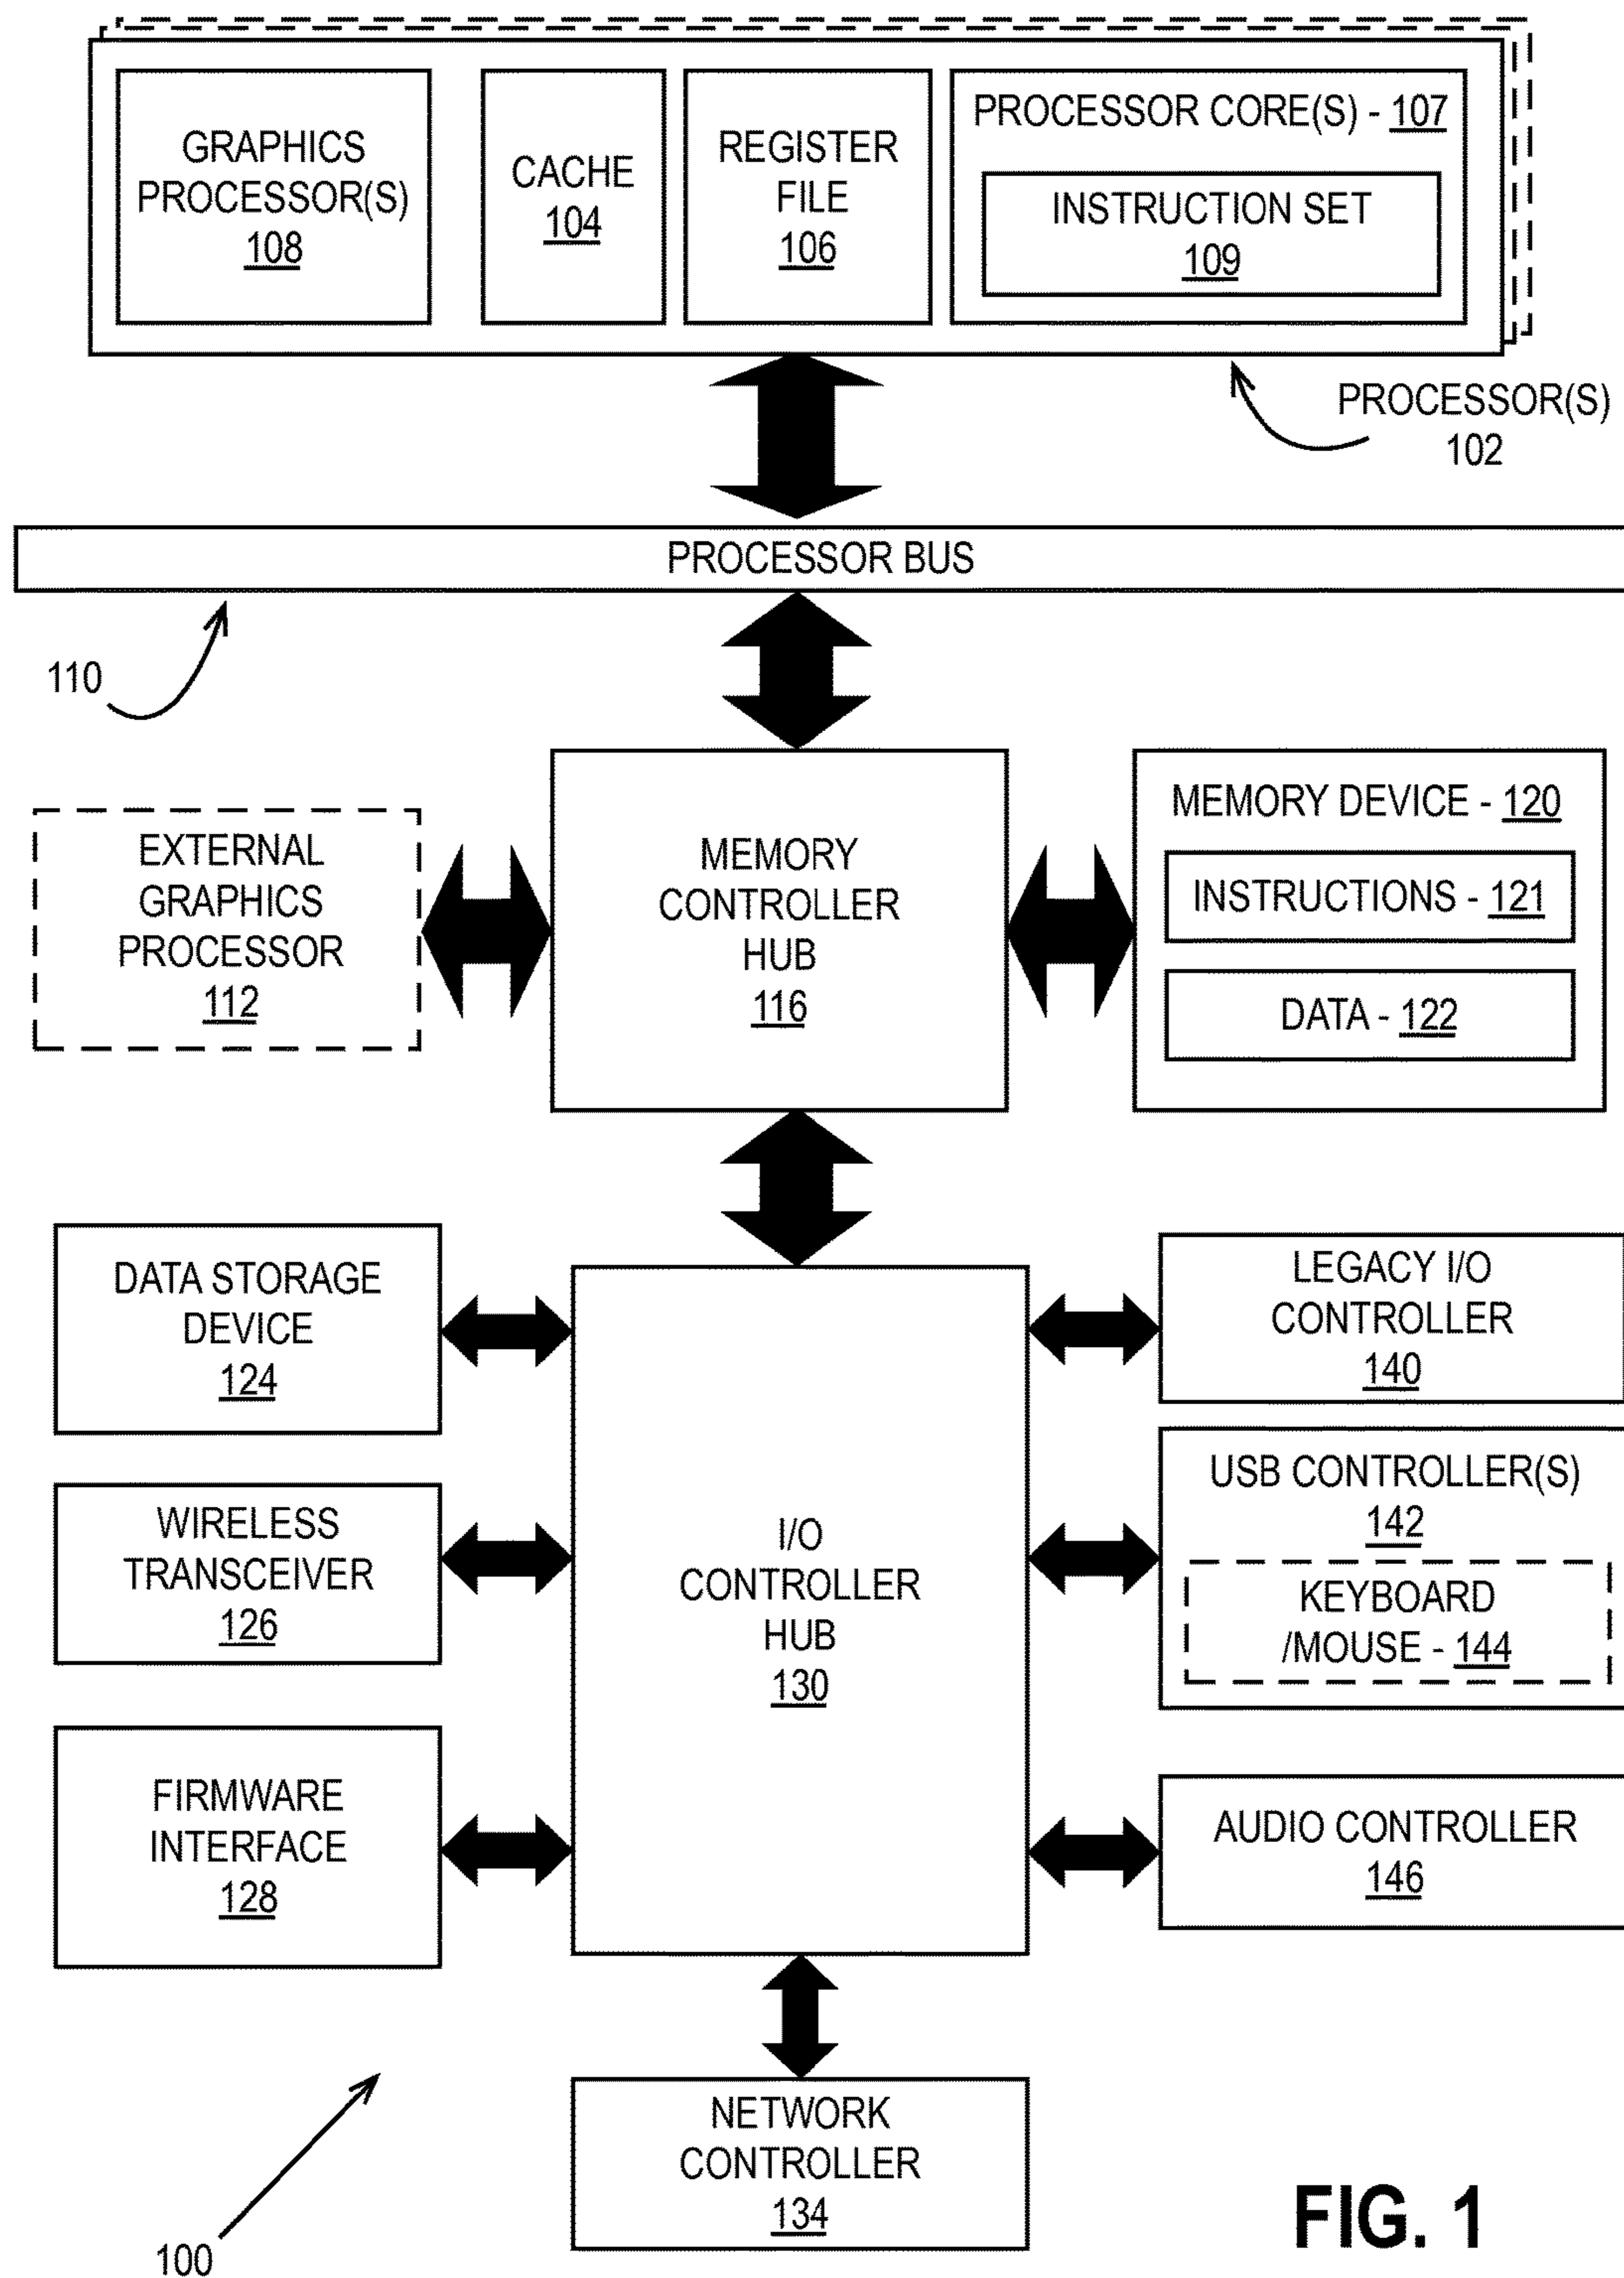 GRAPHICS
PROCESSOR(S)
108
CACHE
104
REGISTER
FILE
106
PROCESSOR CORE(S) - 107
INSTRUCTION SET
109
PROCESSOR(S)
102
PROCESSOR BUS
110
EXTERNAL
GRAPHICS
PROCESSOR
112
MEMORY
CONTROLLER
HUB
116
MEMORY DEVICE - 120
INSTRUCTIONS - 121
DATA - 122
DATA STORAGE
DEVICE
124
WIRELESS
TRANSCEIVER
126
FIRMWARE
INTERFACE
128
I/O
CONTROLLER
HUB
130
LEGACY I/O
CONTROLLER
140
USB CONTROLLER(S)
142
KEYBOARD
/MOUSE - 144
AUDIO CONTROLLER
146
NETWORK
CONTROLLER
134
100
FIG. 1